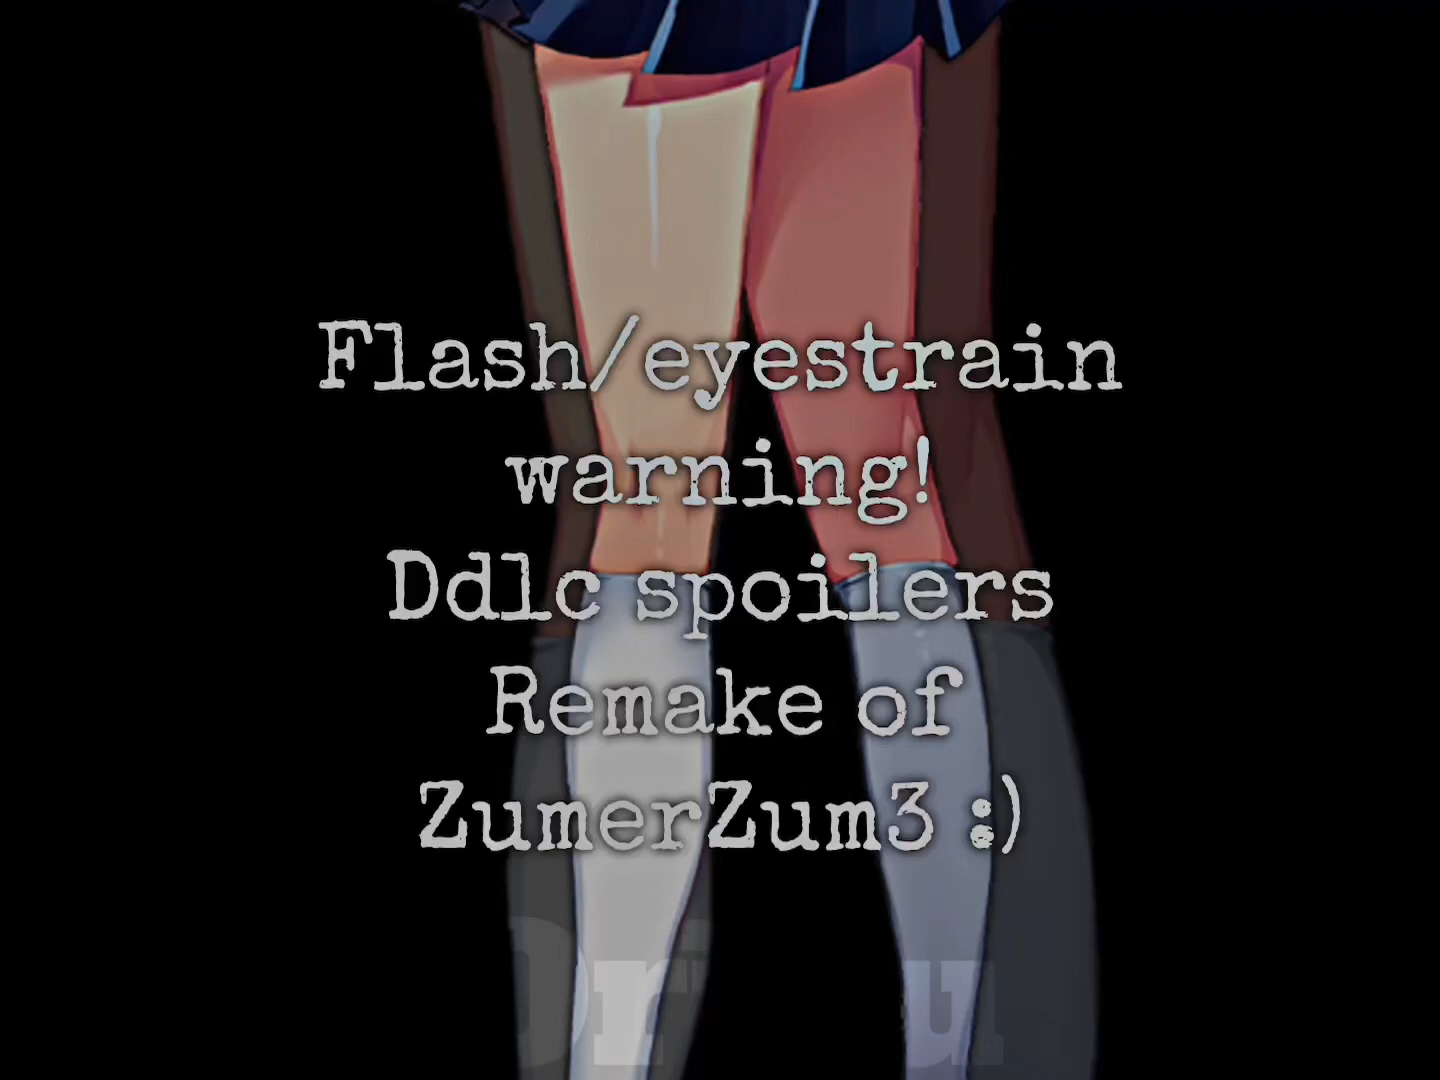 Flash/eyestrain
warning!
Ddlc spoilers
Remake of
ZumerZum3 :)